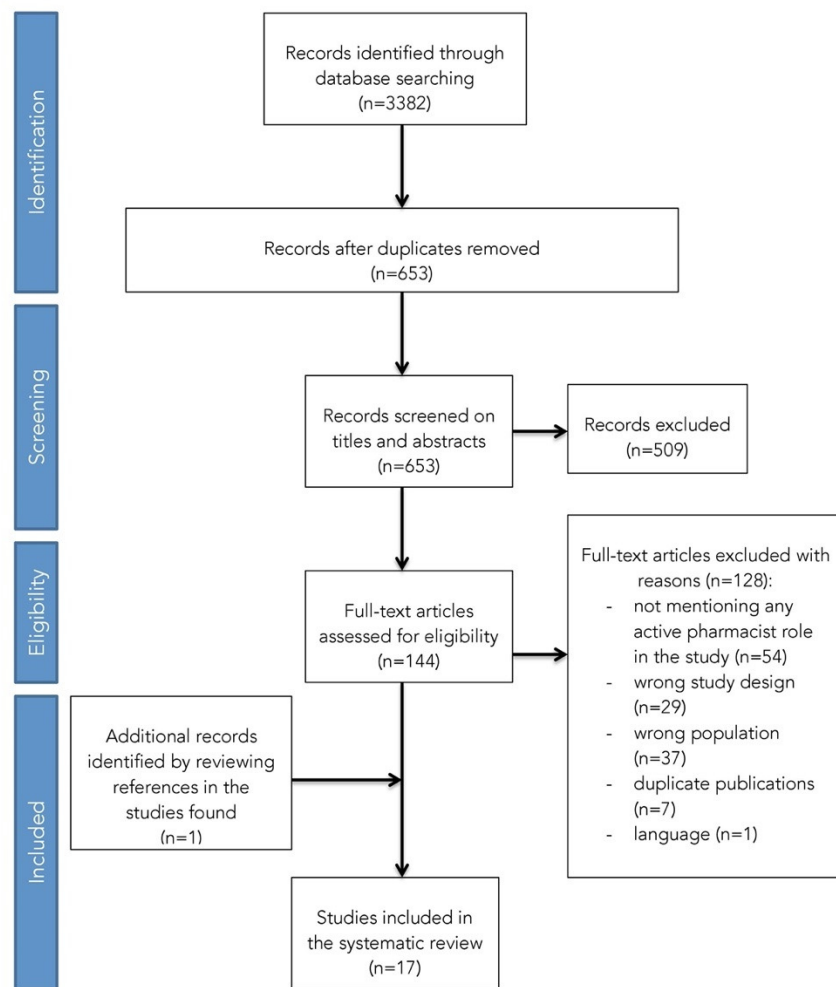 Identification
Records identified through
database searching
(n=3382)
Records after duplicates removed
(n=653)
Screening
Records screened on
titles and abstracts
(n=653)
Records excluded
(n=509)
Eligibility
Full-text articles
assessed for eligibility
(n=144)
Full-text articles excluded with
reasons (n=128):
- not mentioning any
active pharmacist role
in the study (n=54)
- wrong study design
(n=29)
- wrong population
(n=37)
- duplicate publications
(n=7)
- language (n=1)
Included
Additional records
identified by reviewing
references in the
studies found
(n=1)
Studies included in
the systematic review
(n=17)